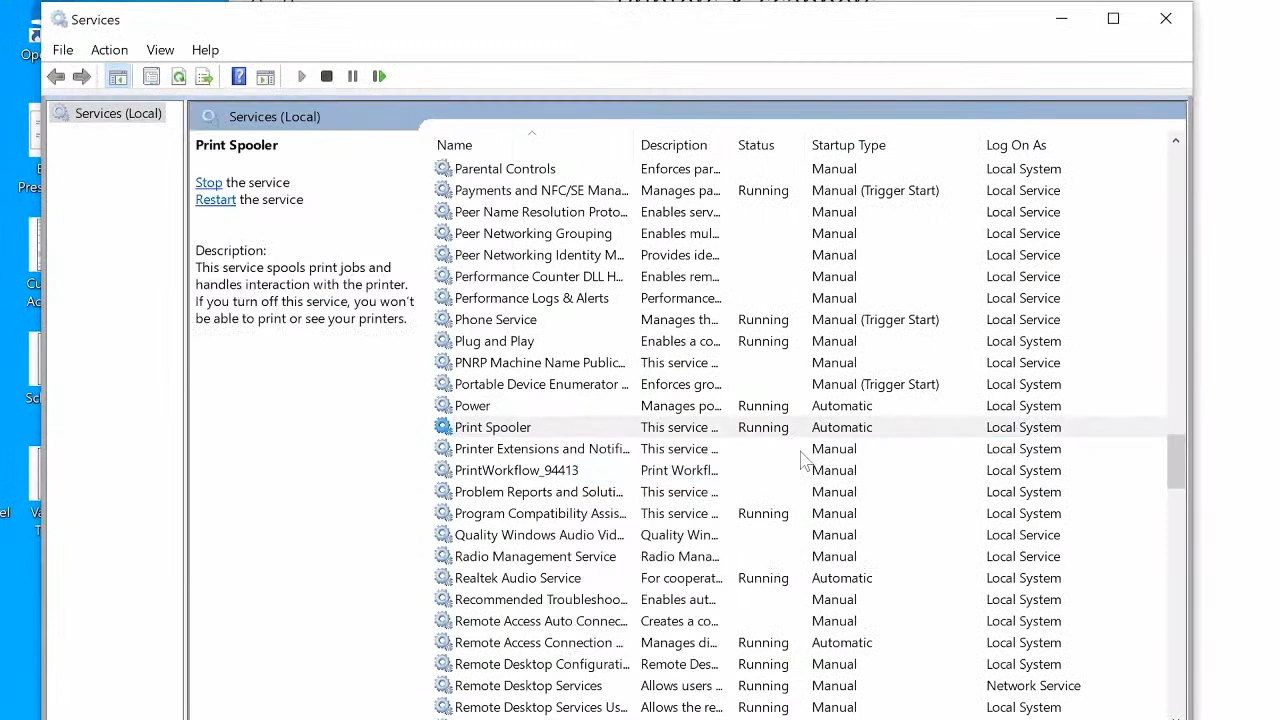 Services
File Action View Help
Services (Local)
Services (Local)
Print Spooler
Stop the service
Restart the service
Description:
This service spools print jobs and
handles interaction with the printer.
If you turn off this service, you won't
be able to print or see your printers.
Name Description Status Startup Type Log On As
Parental Controls Enforces par... Manual Local System
Payments and NFC/SE Mana... Manages pa... Running Manual (Trigger Start) Local Service
Peer Name Resolution Proto... Enables serv... Manual Local Service
Peer Networking Grouping Enables mul... Manual Local Service
Peer Networking Identity M... Provides ide... Manual Local Service
Performance Counter DLL H... Enables rem... Manual Local Service
Performance Logs & Alerts Performance... Manual Local Service
Phone Service Manages th... Running Manual (Trigger Start) Local Service
Plug and Play Enables a co... Running Manual Local System
PNRP Machine Name Public... This service ... Manual Local Service
Portable Device Enumerator ... Enforces gro... Manual (Trigger Start) Local System
Power Manages po... Running Automatic Local System
Print Spooler This service ... Running Automatic Local System
Printer Extensions and Notifi... This service ... Manual Local System
PrintWorkflow_94413 Print Workfl... Manual Local System
Problem Reports and Soluti... This service ... Manual Local System
Program Compatibility Assis... This service ... Running Manual Local System
Quality Windows Audio Vid... Quality Win... Manual Local Service
Radio Management Service Radio Mana... Manual Local Service
Realtek Audio Service For cooperat... Running Automatic Local System
Recommended Troubleshoo... Enables aut... Manual Local System
Remote Access Auto Connec... Creates a co... Manual Local System
Remote Access Connection ... Manages di... Running Automatic Local System
Remote Desktop Configurati... Remote Des... Running Manual Local System
Remote Desktop Services Allows users ... Running Manual Network Service
Remote Desktop Services Us... Allows the re... Running Manual Local System